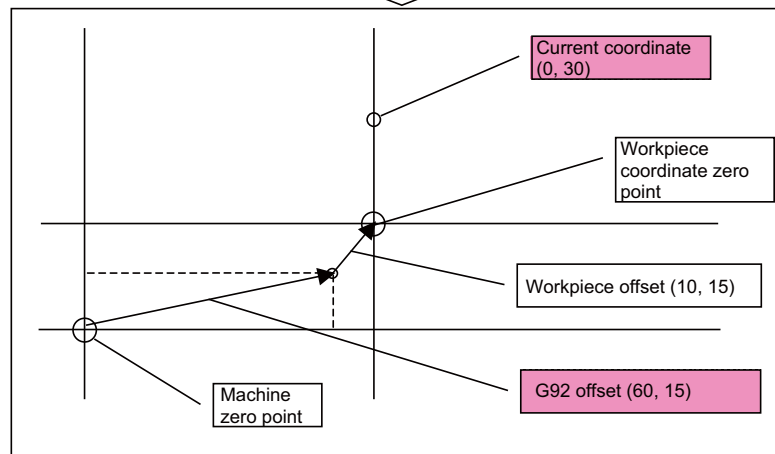 Current coordinate
(0, 30)
Workpiece
coordinate zero
point
Workpiece offset (10, 15)
G92 offset (60, 15)
Machine
zero point